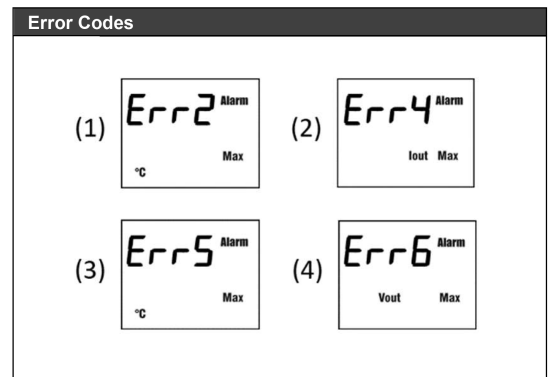 Error Codes
(1) Err2 Alarm
Max
°C
(2) Err4 Alarm
Iout Max
(3) Err5 Alarm
Max
°C
(4) Err6 Alarm
Vout Max